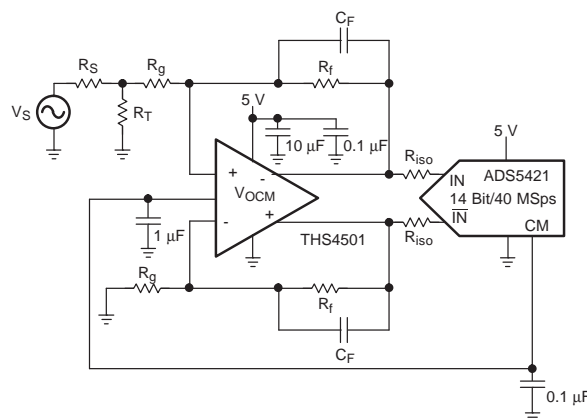 CF
RS
Rg
Rf
VS
RT
5 V
10 μF
0.1 μF
5 V
Riso
ADS5421
14 Bit/40 MSps
IN
IN
CM
+
-
VOCM
-
+
1 μF
THS4501
Riso
Rg
Rf
CF
0.1 μF